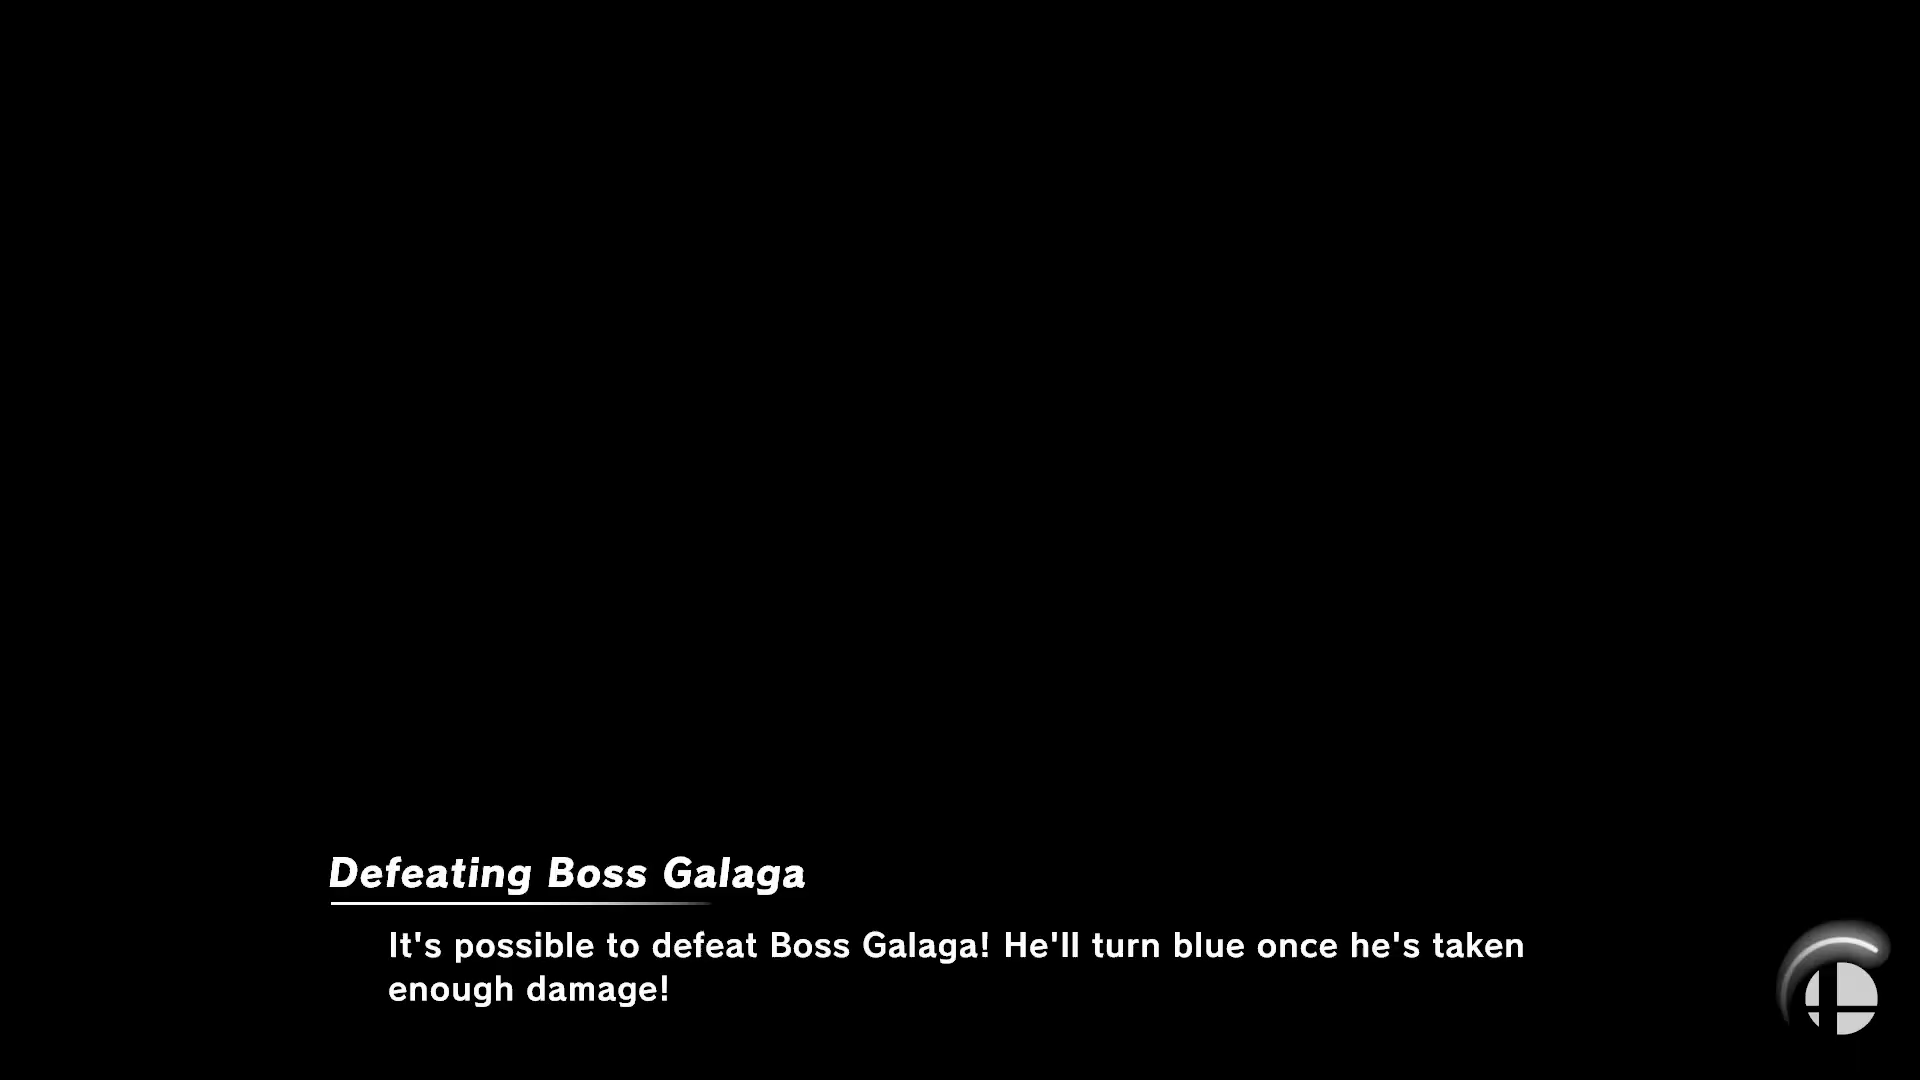 Defeating Boss Galaga
It's possible to defeat Boss Galaga! He'll turn blue once he's taken
enough damage!